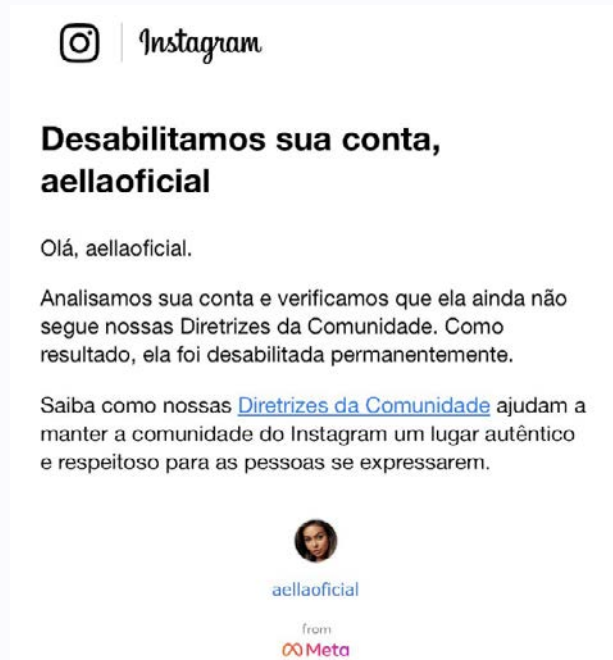 Instagram
Desabilitamos sua conta,
aellaoficial
Olá, aellaoficial.
Analisamos sua conta e verificamos que ela ainda não
segue nossas Diretrizes da Comunidade. Como
resultado, ela foi desabilitada permanentemente.
Saiba como nossas Diretrizes da Comunidade ajudam a
manter a comunidade do Instagram um lugar autêntico
e respeitoso para as pessoas se expressarem.
aellaoficial
from
Meta